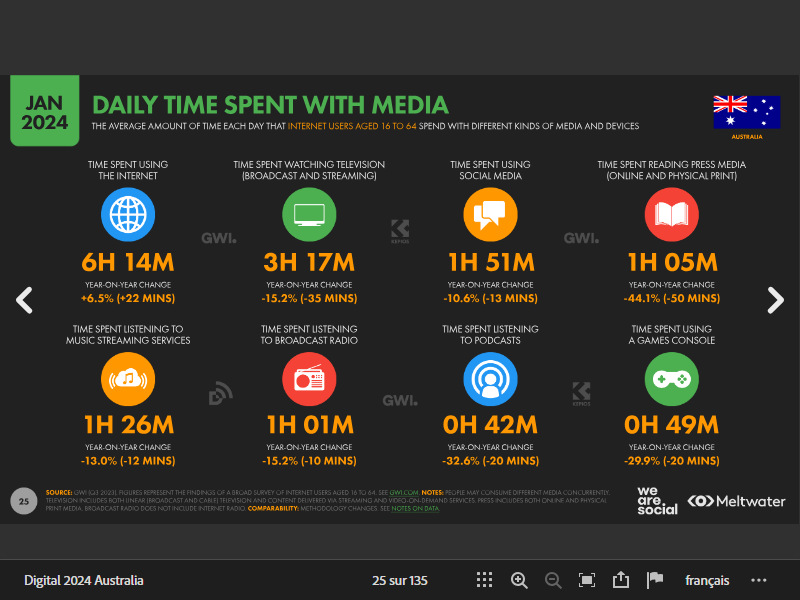 JAN
2024
DAILY TIME SPENT WITH MEDIA
THE AVERAGE AMOUNT OF TIME EACH DAY THAT INTERNET USERS AGED 16 TO 64 SPEND WITH DIFFERENT KINDS OF MEDIA AND DEVICES
AUSTRALIA
TIME SPENT USING
THE INTERNET
6H 14M
YEAR-ON-YEAR CHANGE
+6.5% (+22 MINS)
TIME SPENT WATCHING TELEVISION
(BROADCAST AND STREAMING)
3H 17M
YEAR-ON-YEAR CHANGE
-15.2% (-35 MINS)
TIME SPENT USING
SOCIAL MEDIA
1H 51M
YEAR-ON-YEAR CHANGE
-10.6% (-13 MINS)
TIME SPENT READING PRESS MEDIA
(ONLINE AND PHYSICAL PRINT)
1H 05M
YEAR-ON-YEAR CHANGE
-44.1% (-50 MINS)
GWI.
KEPIOS
GWI.
TIME SPENT LISTENING TO
MUSIC STREAMING SERVICES
1H 26M
YEAR-ON-YEAR CHANGE
-13.0% (-12 MINS)
TIME SPENT LISTENING
TO BROADCAST RADIO
1H 01M
YEAR-ON-YEAR CHANGE
-15.2% (-10 MINS)
TIME SPENT LISTENING
TO PODCASTS
0H 42M
YEAR-ON-YEAR CHANGE
-32.6% (-20 MINS)
TIME SPENT USING
A GAMES CONSOLE
0H 49M
YEAR-ON-YEAR CHANGE
-29.9% (-20 MINS)
GWI.
KEPIOS
25
SOURCE: GWI (Q3 2023). FIGURES REPRESENT THE FINDINGS OF A BROAD SURVEY OF INTERNET USERS AGED 16 TO 64. SEE GWI.COM. NOTES: PEOPLE MAY CONSUME DIFFERENT MEDIA CONCURRENTLY.
TELEVISION INCLUDES BOTH LINEAR (BROADCAST AND CABLE) TELEVISION AND CONTENT DELIVERED VIA STREAMING AND VIDEO-ON-DEMAND SERVICES. PRESS INCLUDES BOTH ONLINE AND PHYSICAL
PRINT MEDIA. BROADCAST RADIO DOES NOT INCLUDE INTERNET RADIO. COMPARABILITY: METHODOLOGY CHANGES. SEE NOTES ON DATA.
we
are.
social
Meltwater
Digital 2024 Australia
25 sur 135
français